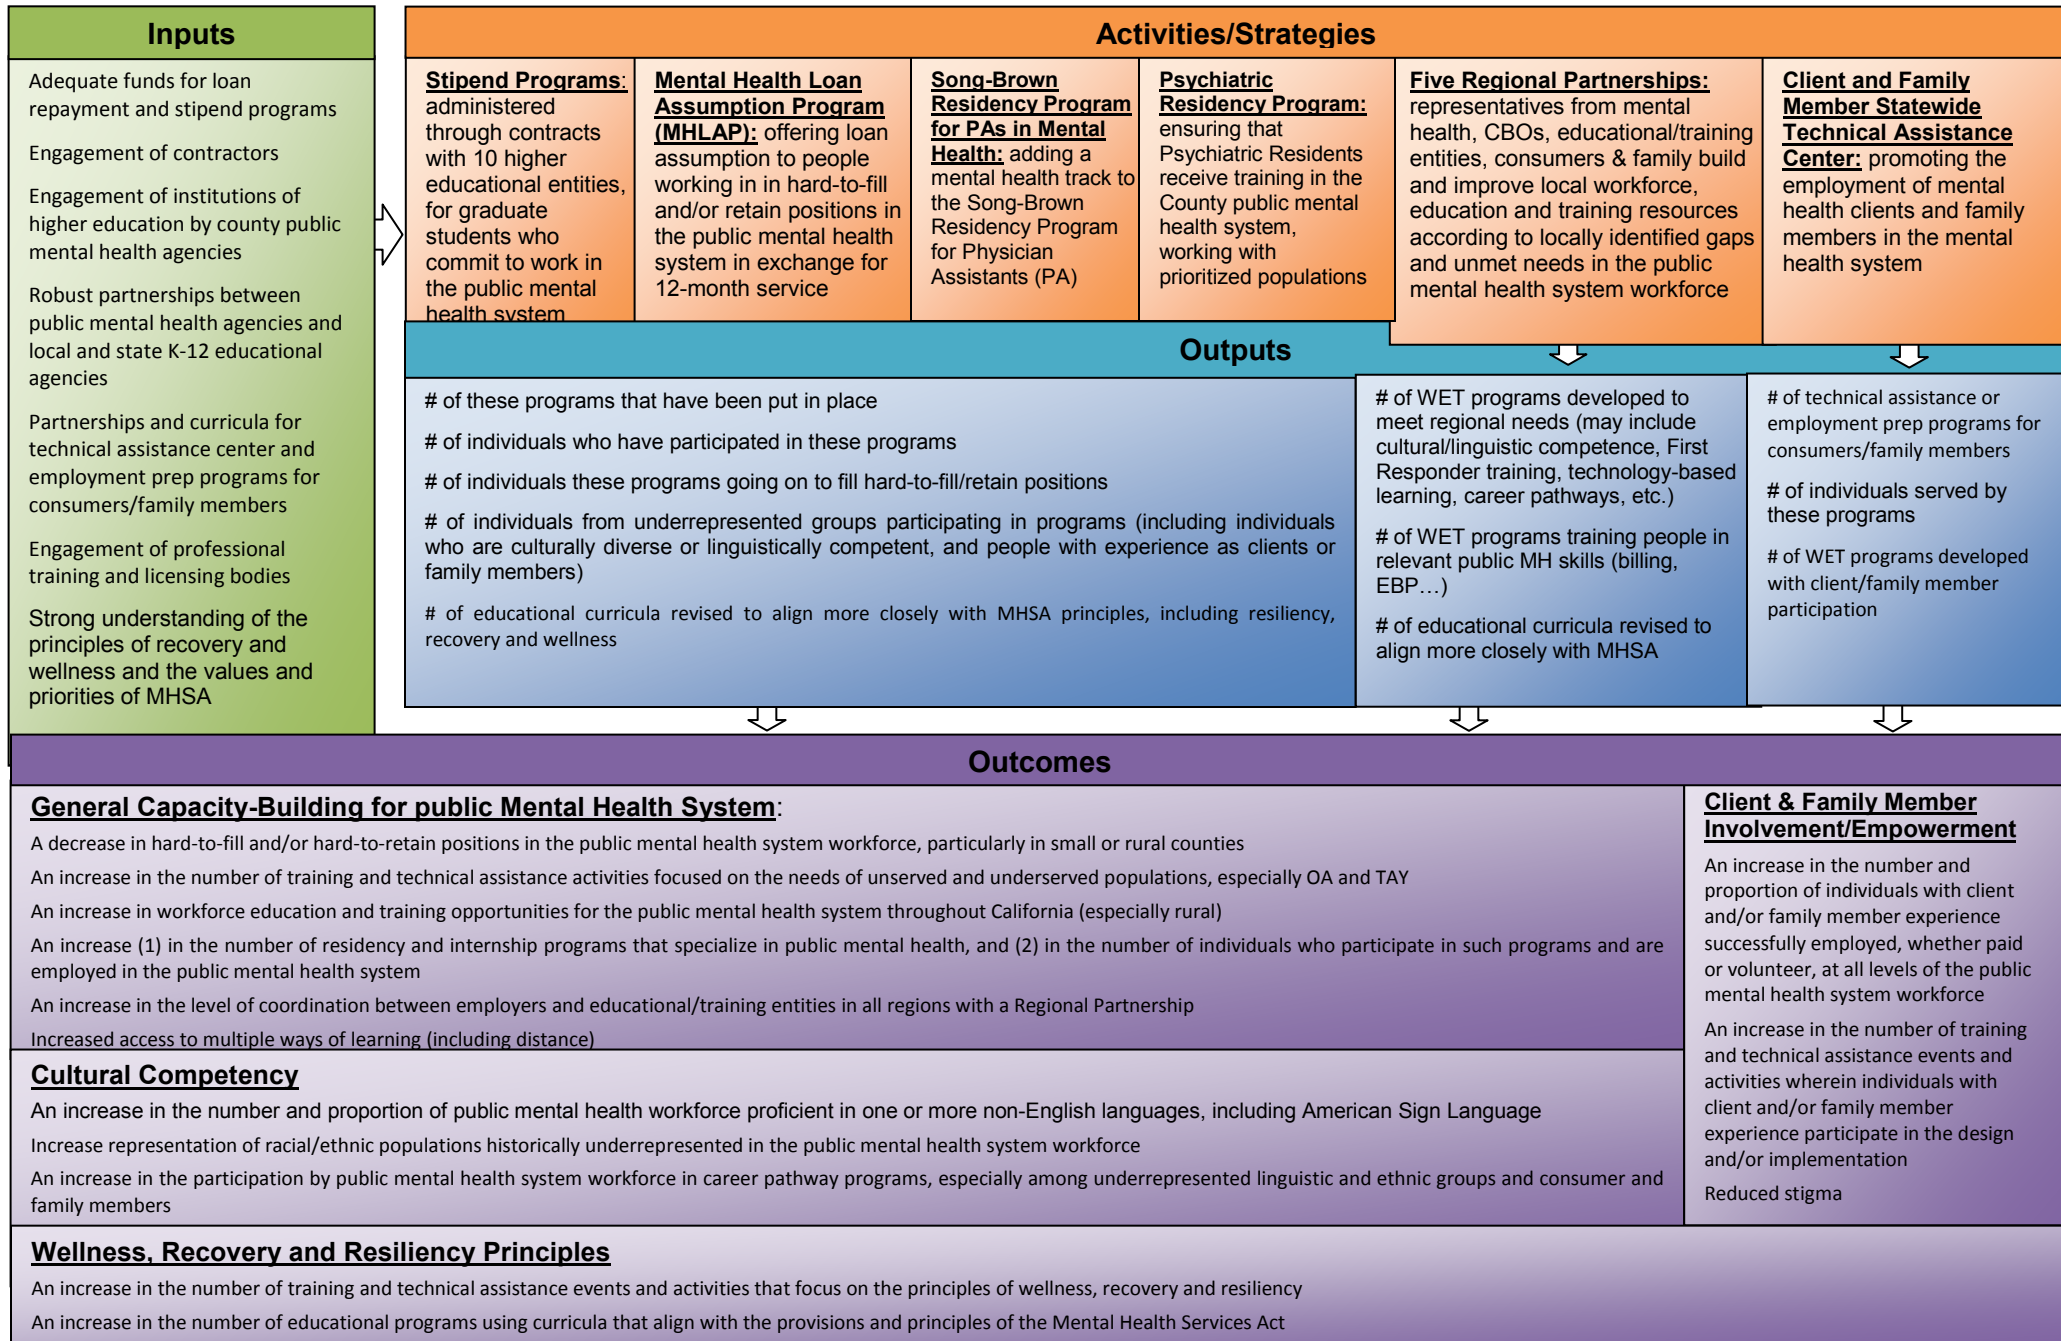 Inputs
Adequate funds for loan
repayment and stipend programs
Engagement of contractors
Engagement of institutions of
higher education by county public
mental health agencies
Robust partnerships between
public mental health agencies and
local and state K-12 educational
agencies
Partnerships and curricula for
technical assistance center and
employment prep programs for
consumers/family members
Engagement of professional
training and licensing bodies
Strong understanding of the
principles of recovery and
wellness and the values and
priorities of MHSA
Activities/Strategies
Stipend Programs:
administered
through contracts
with 10 higher
educational entities,
for graduate
students who
commit to work in
the public mental
health system
Mental Health Loan
Assumption Program
(MHLAP): offering loan
assumption to people
working in in hard-to-fill
and/or retain positions in
the public mental health
system in exchange for
12-month service
Song-Brown
Residency Program
for PAs in Mental
Health: adding a
mental health track to
the Song-Brown
Residency Program
for Physician
Assistants (PA)
Psychiatric
Residency Program:
ensuring that
Psychiatric Residents
receive training in the
County public mental
health system,
working with
prioritized populations
Five Regional Partnerships:
representatives from mental
health, CBOs, educational/training
entities, consumers & family build
and improve local workforce,
education and training resources
according to locally identified gaps
and unmet needs in the public
mental health system workforce
Client and Family
Member Statewide
Technical Assistance
Center: promoting the
employment of mental
health clients and family
members in the mental
health system
Outputs
# of these programs that have been put in place
# of individuals who have participated in these programs
# of individuals these programs going on to fill hard-to-fill/retain positions
# of individuals from underrepresented groups participating in programs (including individuals
who are culturally diverse or linguistically competent, and people with experience as clients or
family members)
# of educational curricula revised to align more closely with MHSA principles, including resiliency,
recovery and wellness
# of WET programs developed to
meet regional needs (may include
cultural/linguistic competence, First
Responder training, technology-based
learning, career pathways, etc.)
# of WET programs training people in
relevant public MH skills (billing,
EBP…)
# of educational curricula revised to
align more closely with MHSA
# of technical assistance or
employment prep programs for
consumers/family members
# of individuals served by
these programs
# of WET programs developed
with client/family member
participation
Outcomes
General Capacity-Building for public Mental Health System:
A decrease in hard-to-fill and/or hard-to-retain positions in the public mental health system workforce, particularly in small or rural counties
An increase in the number of training and technical assistance activities focused on the needs of unserved and underserved populations, especially OA and TAY
An increase in workforce education and training opportunities for the public mental health system throughout California (especially rural)
An increase (1) in the number of residency and internship programs that specialize in public mental health, and (2) in the number of individuals who participate in such programs and are
employed in the public mental health system
An increase in the level of coordination between employers and educational/training entities in all regions with a Regional Partnership
Increased access to multiple ways of learning (including distance)
Cultural Competency
An increase in the number and proportion of public mental health workforce proficient in one or more non-English languages, including American Sign Language
Increase representation of racial/ethnic populations historically underrepresented in the public mental health system workforce
An increase in the participation by public mental health system workforce in career pathway programs, especially among underrepresented linguistic and ethnic groups and consumer and
family members
Client & Family Member
Involvement/Empowerment
An increase in the number and
proportion of individuals with client
and/or family member experience
successfully employed, whether paid
or volunteer, at all levels of the public
mental health system workforce
An increase in the number of training
and technical assistance events and
activities wherein individuals with
client and/or family member
experience participate in the design
and/or implementation
Reduced stigma
Wellness, Recovery and Resiliency Principles
An increase in the number of training and technical assistance events and activities that focus on the principles of wellness, recovery and resiliency
An increase in the number of educational programs using curricula that align with the provisions and principles of the Mental Health Services Act